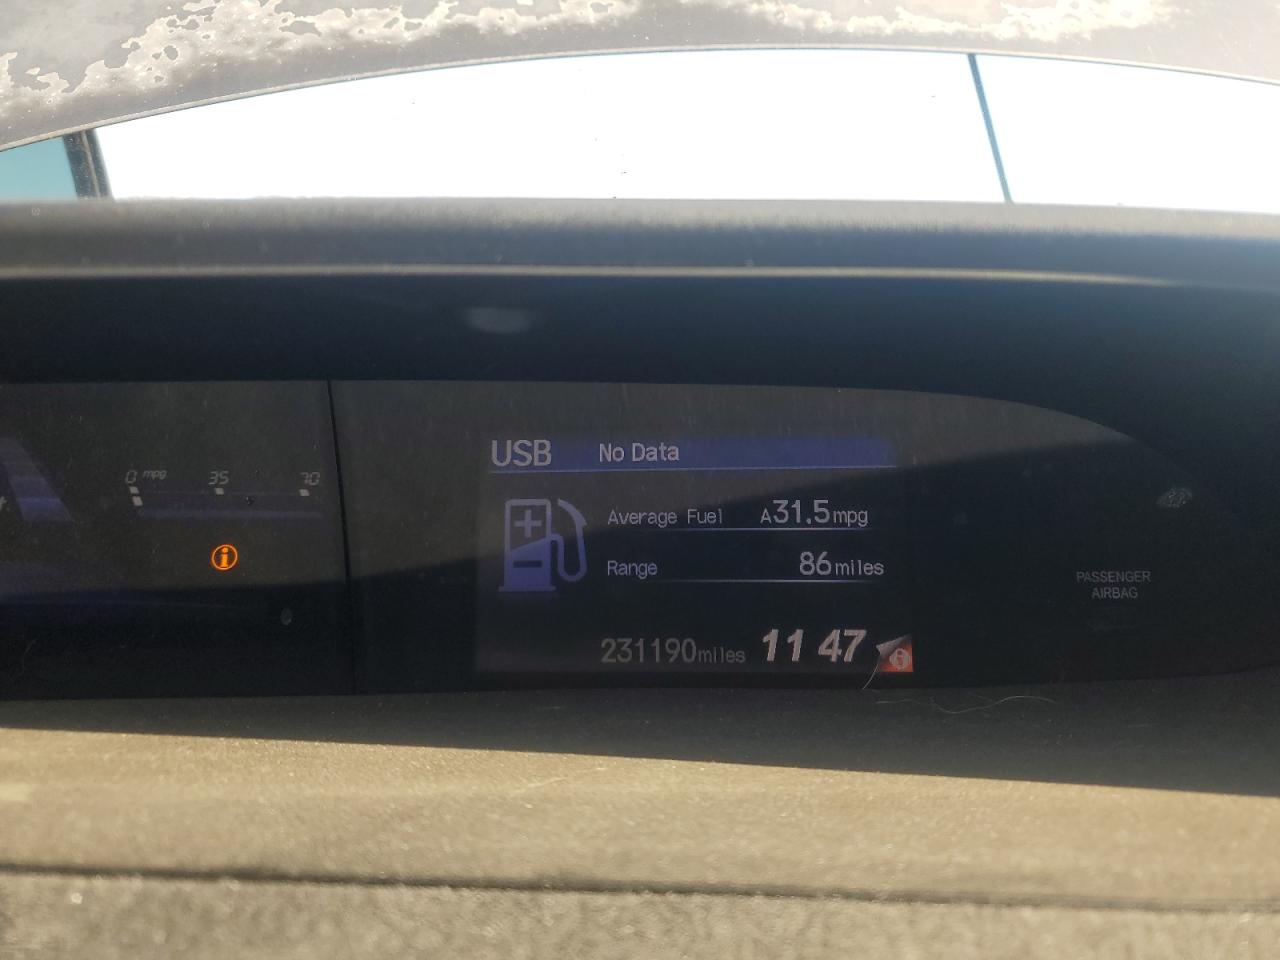 USB No Data
0 mpg 35 70
Average Fuel A31.5mpg
Range 86miles
PASSENGER
AIRBAG
231190miles 11 47